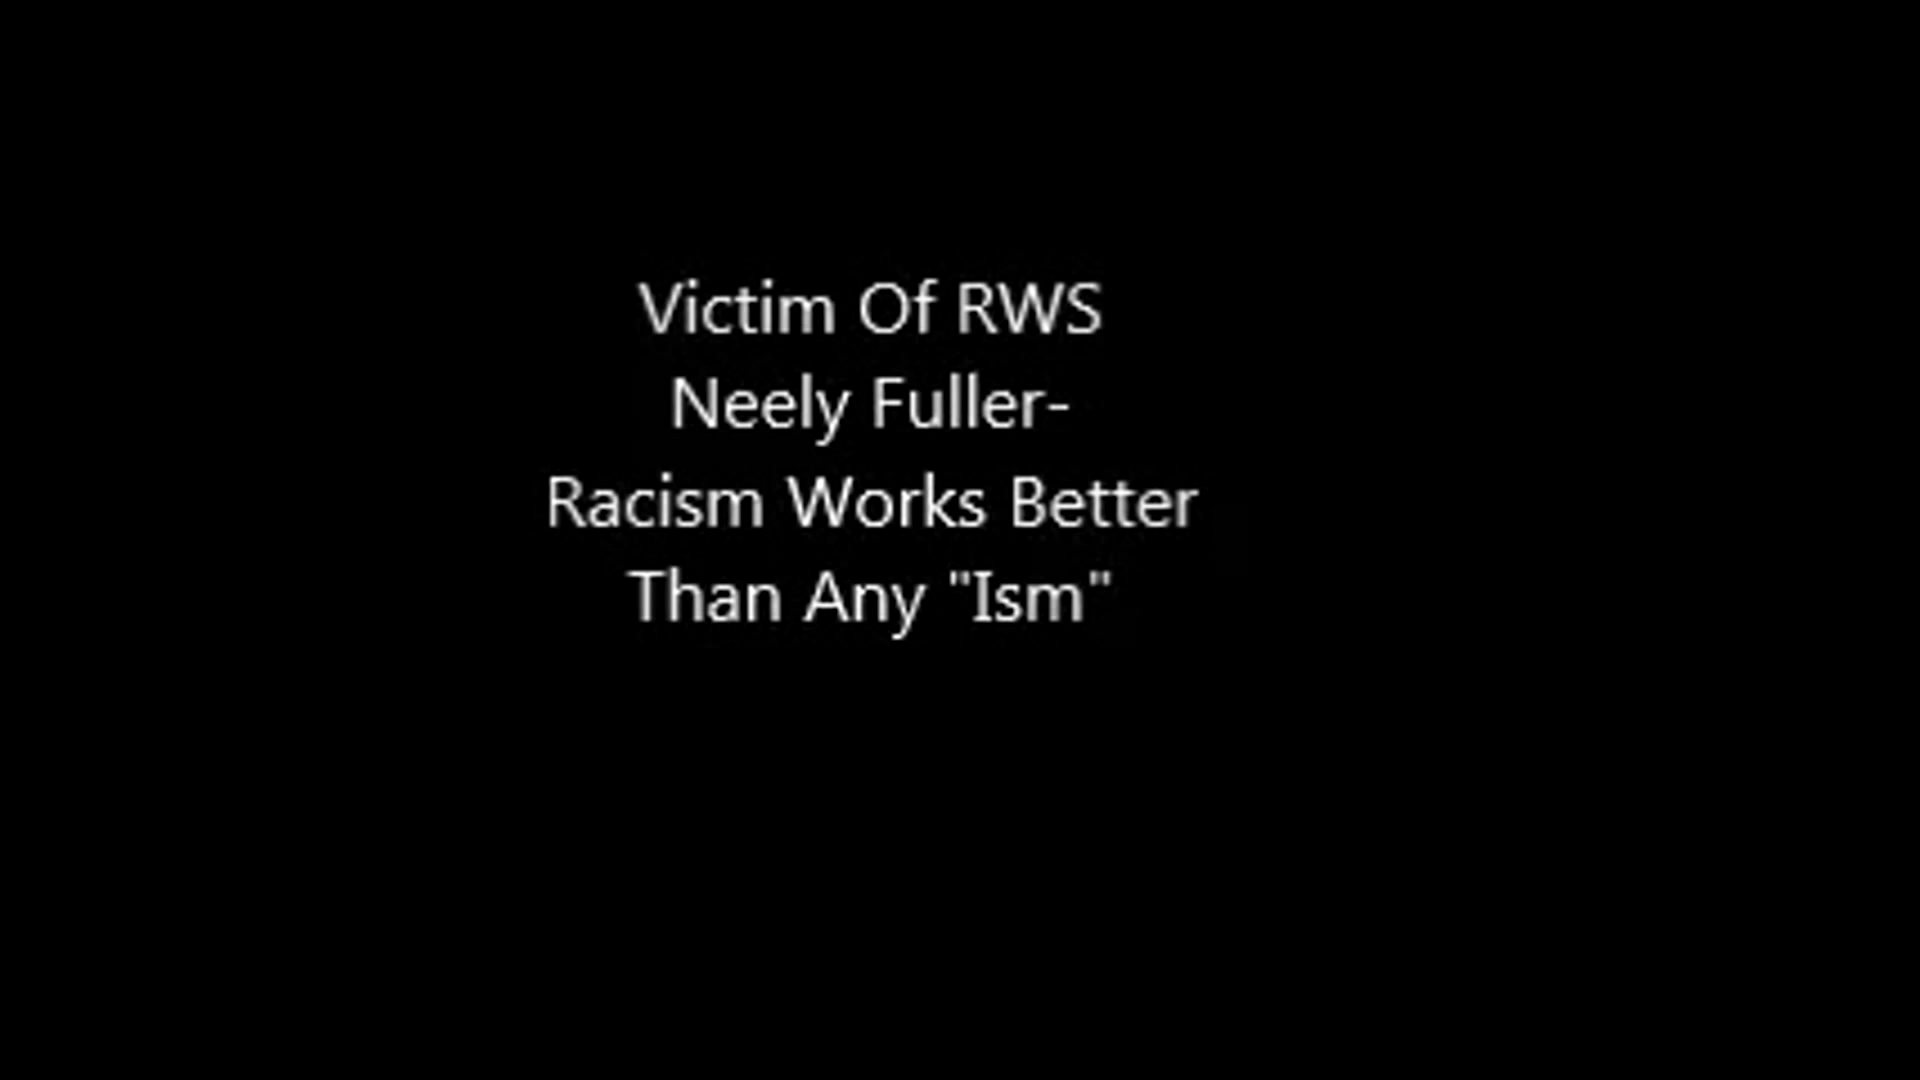 Victim Of RWS
Neely Fuller-
Racism Works Better
Than Any "Ism"